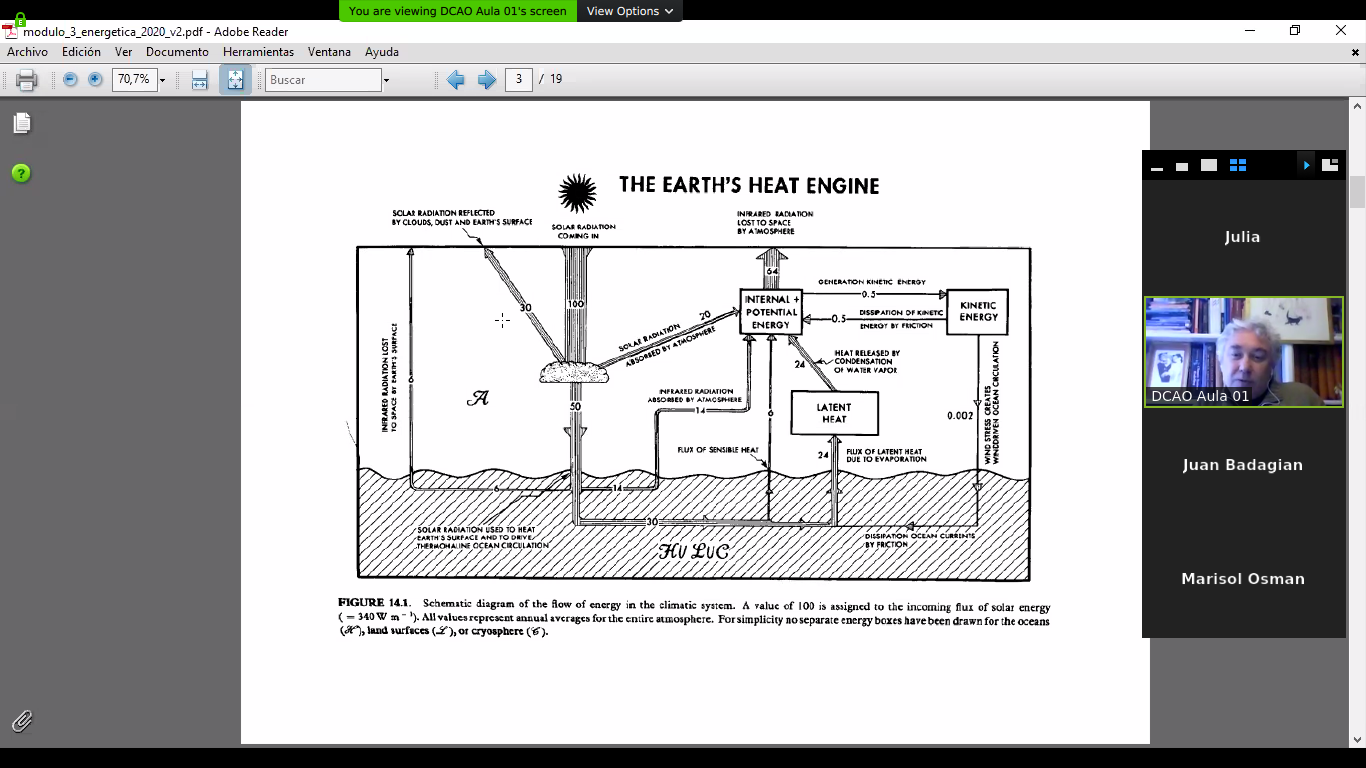 You are viewing DCAO Aula 01's screen
View Options
modulo_3_energetica_2020_v2.pdf - Adobe Reader
Archivo Edición Ver Documento Herramientas Ventana Ayuda
70,7%
Buscar
3 / 19
THE EARTH'S HEAT ENGINE
SOLAR RADIATION REFLECTED
BY CLOUDS, DUST AND EARTH'S SURFACE
SOLAR RADIATION
COMING IN
INFRARED RADIATION
LOST TO SPACE
BY ATMOSPHERE
30
100
64
20
SOLAR RADIATION
ABSORBED BY ATMOSPHERE
INTERNAL +
POTENTIAL
ENERGY
GENERATION KINETIC ENERGY
0.5
0.5
DISSIPATION OF KINETIC
ENERGY BY FRICTION
KINETIC
ENERGY
INFRARED RADIATION LOST
TO SPACE BY EARTH'S SURFACE
6
A
50
INFRARED RADIATION
ABSORBED BY ATMOSPHERE
14
6
24
HEAT RELEASED BY
CONDENSATION
OF WATER VAPOR
LATENT
HEAT
0.002
WIND STRESS CREATES
WINDDRIVEN OCEAN CIRCULATION
FLUX OF SENSIBLE HEAT
24
FLUX OF LATENT HEAT
DUE TO EVAPORATION
6
14
30
SOLAR RADIATION USED TO HEAT
EARTH'S SURFACE AND TO DRIVE
THERMOHALINE OCEAN CIRCULATION
DISSIPATION OCEAN CURRENTS
BY FRICTION
H U L U C
FIGURE 14.1. Schematic diagram of the flow of energy in the climatic system. A value of 100 is assigned to the incoming flux of solar energy
( = 340 W m⁻²). All values represent annual averages for the entire atmosphere. For simplicity no separate energy boxes have been drawn for the oceans
(ℋ), land surfaces (ℒ), or cryosphere (𝒞).
Julia
DCAO Aula 01
Juan Badagian
Marisol Osman